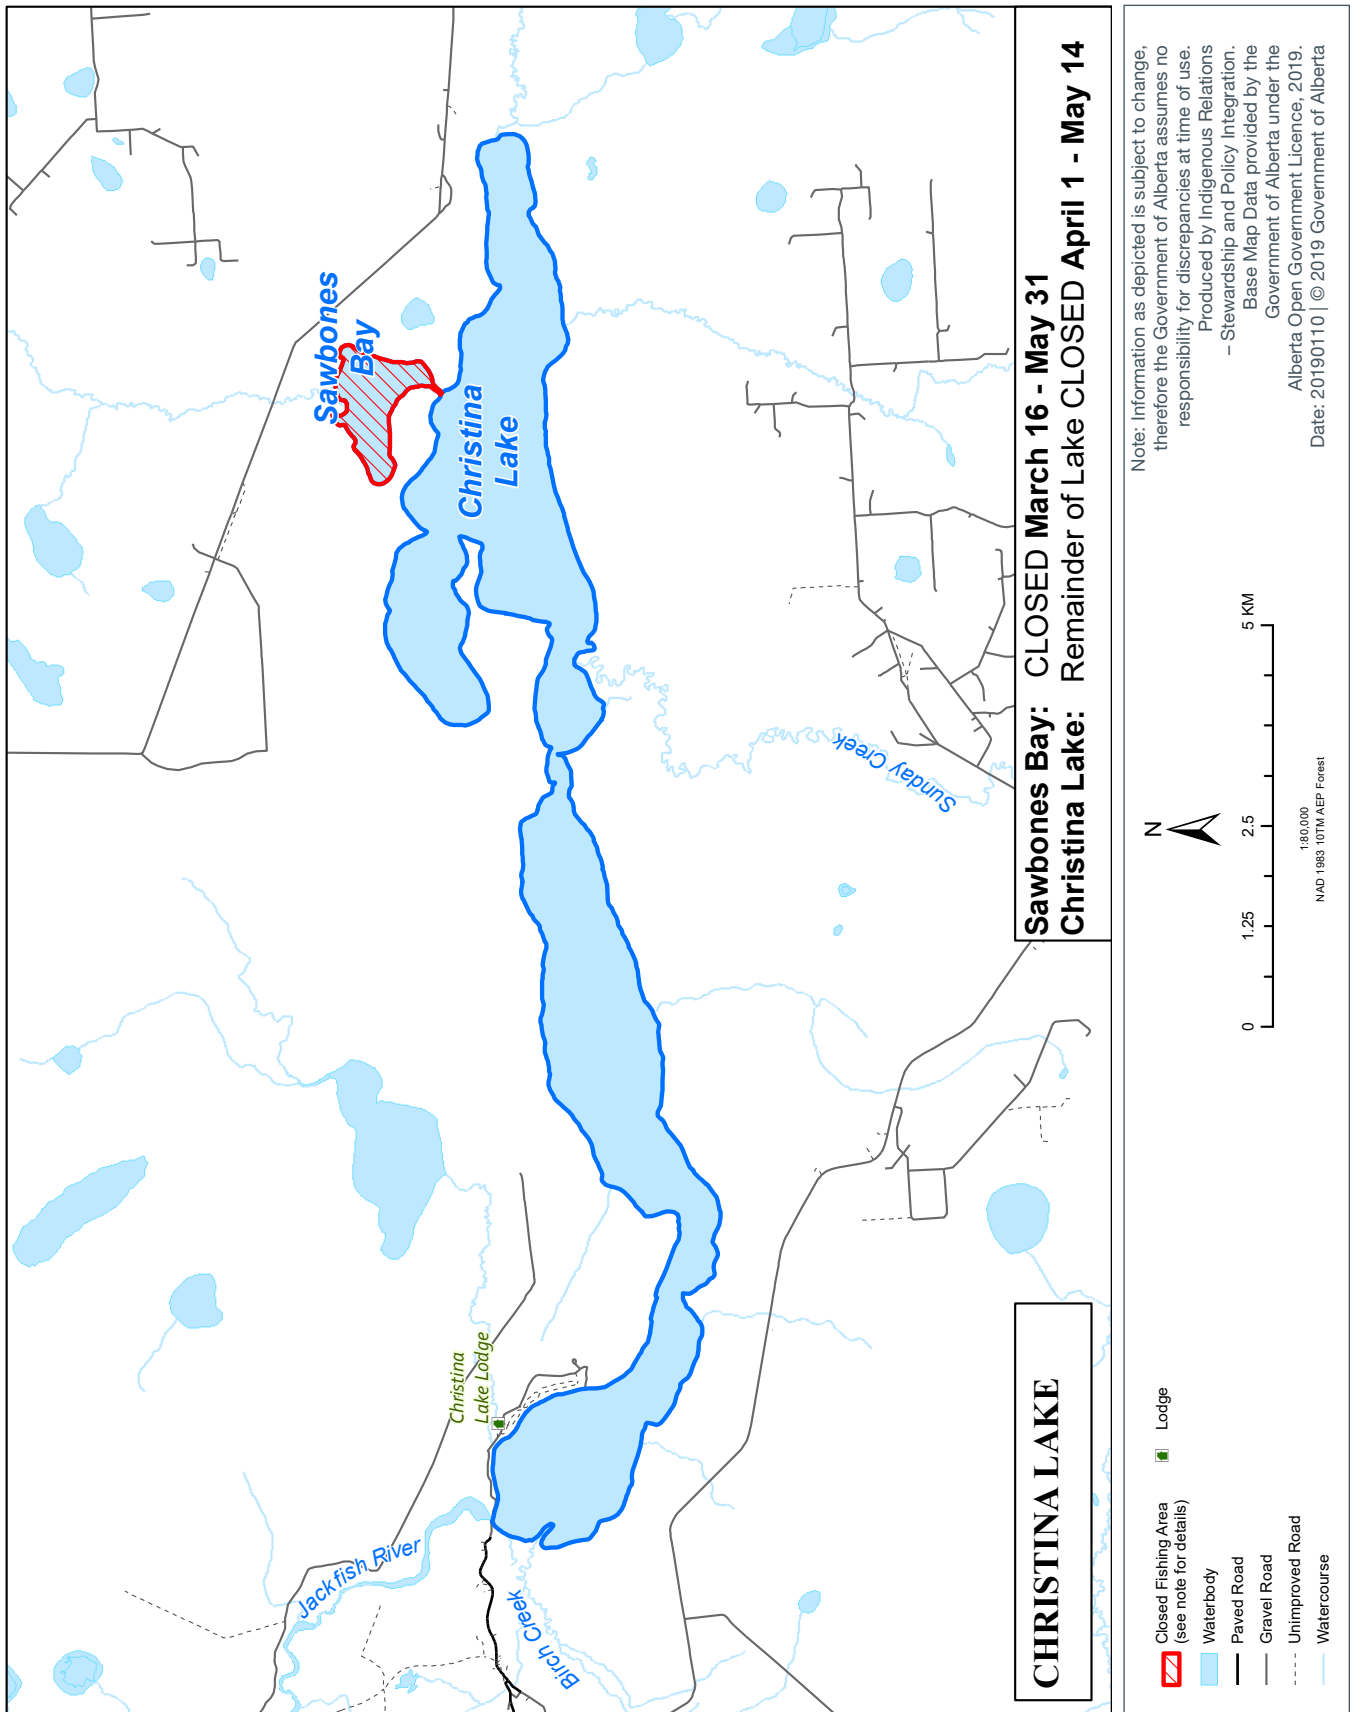 Sawbones
Bay
Christina
Lake
Sunday Creek
Christina
Lake Lodge
Jackfish River
Birch Creek
Sawbones Bay: CLOSED March 16 - May 31
Christina Lake: Remainder of Lake CLOSED April 1 - May 14
CHRISTINA LAKE
Closed Fishing Area
(see note for details)
Waterbody
Paved Road
Gravel Road
Unimproved Road
Watercourse
Lodge
N
0 1.25 2.5 5 KM
1:80,000
NAD 1983 10TM AEP Forest
Note: Information as depicted is subject to change,
therefore the Government of Alberta assumes no
responsibility for discrepancies at time of use.
Produced by Indigenous Relations
– Stewardship and Policy Integration.
Base Map Data provided by the
Government of Alberta under the
Alberta Open Government Licence, 2019.
Date: 20190110 | © 2019 Government of Alberta